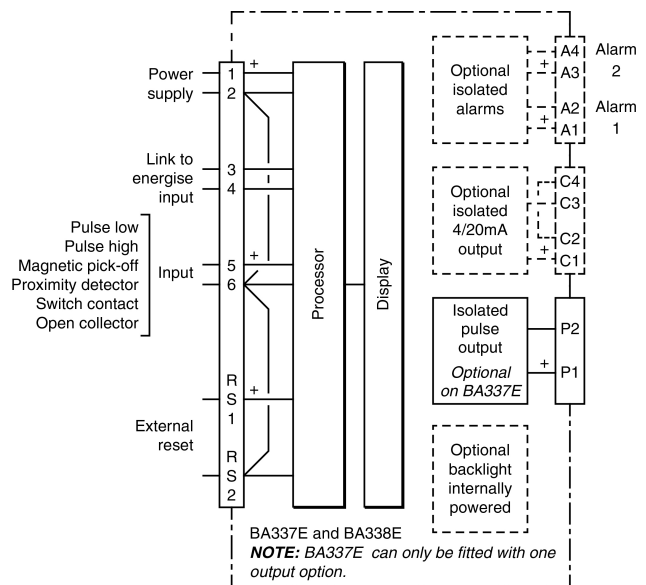 Power
supply
1
2
+
Link to
energise
input
3
4
Pulse low
Pulse high
Magnetic pick-off
Proximity detector
Switch contact
Open collector
Input
5
6
+
External
reset
R
S
1
+
R
S
2
Processor
Display
Optional
isolated
alarms
+
+
A4
A3
A2
A1
Alarm
2
Alarm
1
Optional
isolated
4/20mA
output
+
C4
C3
C2
C1
Isolated
pulse
output
Optional
on BA337E
+
P2
P1
Optional
backlight
internally
powered
BA337E and BA338E
NOTE: BA337E can only be fitted with one
output option.